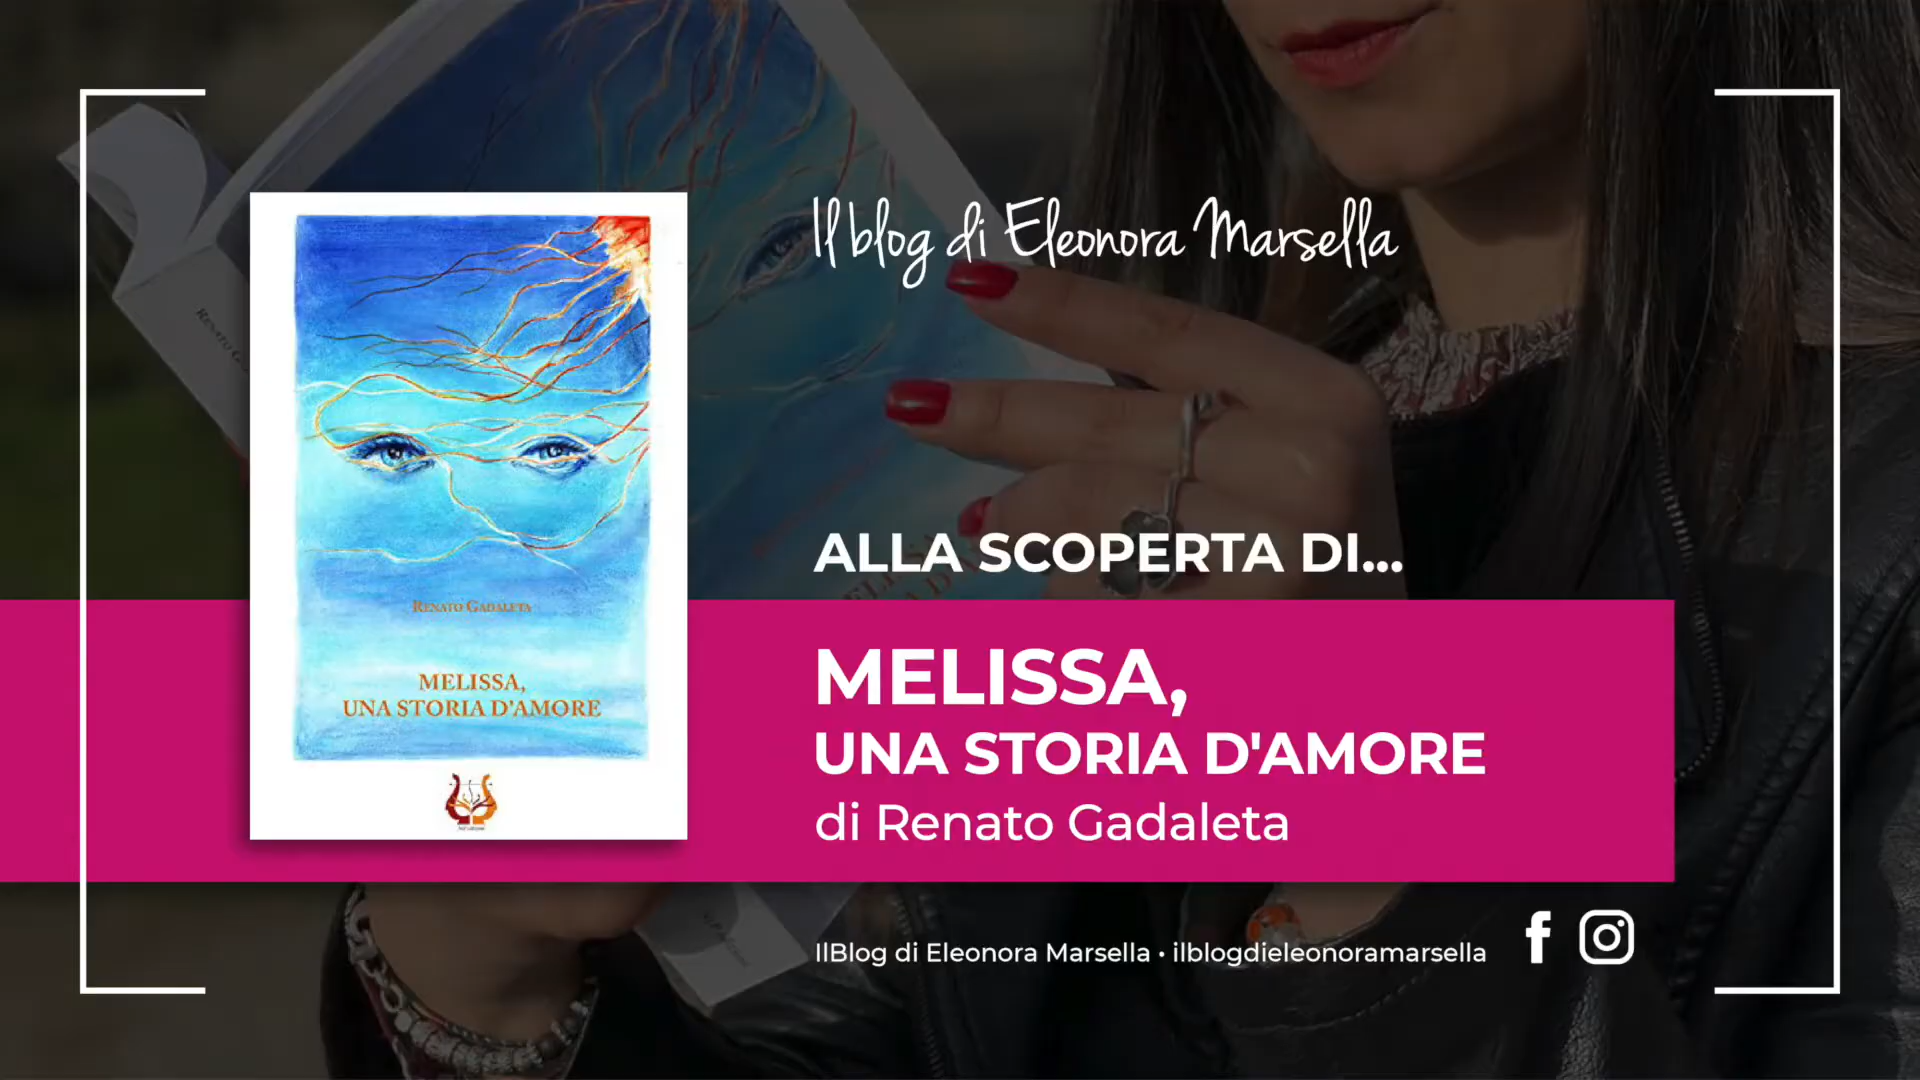 Il blog di Eleonora Marsella
ALLA SCOPERTA DI...
MELISSA,
UNA STORIA D'AMORE
di Renato Gadaleta
IlBlog di Eleonora Marsella • ilblogdieleonoramarsella
RENATO GADALETA
MELISSA,
UNA STORIA D'AMORE
RENATO